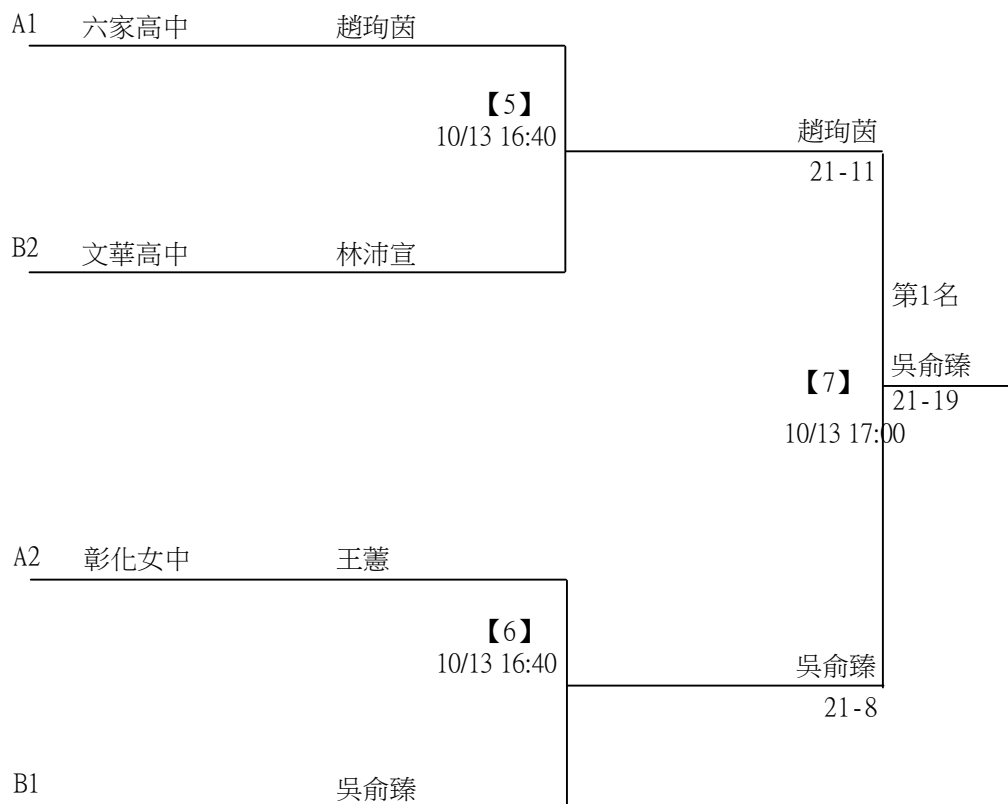 A1 六家高中 趙珣茵
【5】
10/13 16:40
趙珣茵
21-11
B2 文華高中 林沛宣
第1名
【7】
吳俞臻
21-19
10/13 17:00
A2 彰化女中 王薏
【6】
10/13 16:40
吳俞臻
21-8
B1 吳俞臻